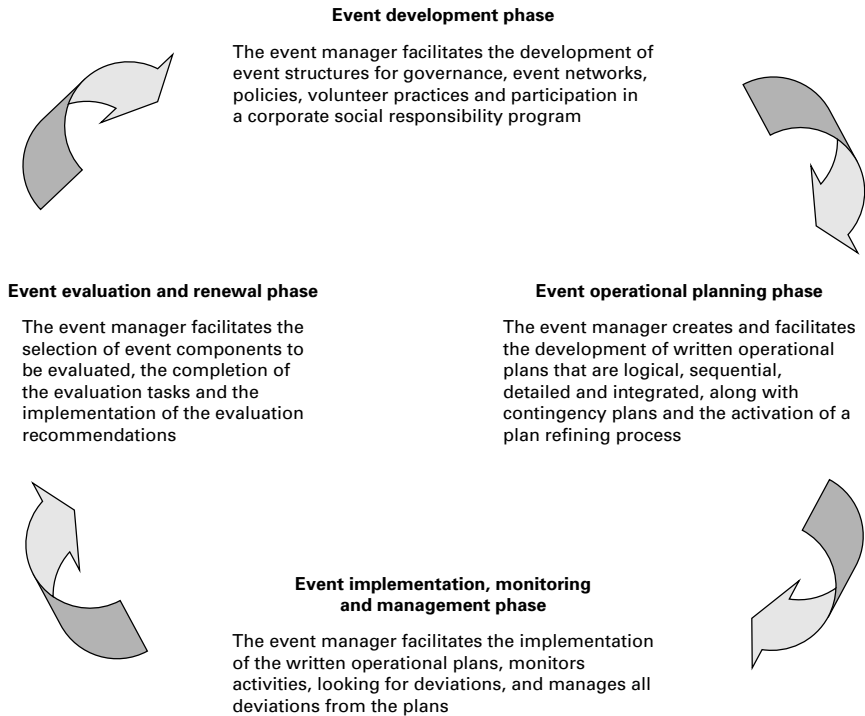 Event development phase
The event manager facilitates the development of
event structures for governance, event networks,
policies, volunteer practices and participation in
a corporate social responsibility program
Event evaluation and renewal phase
The event manager facilitates the
selection of event components to
be evaluated, the completion of
the evaluation tasks and the
implementation of the evaluation
recommendations
Event operational planning phase
The event manager creates and facilitates
the development of written operational
plans that are logical, sequential,
detailed and integrated, along with
contingency plans and the activation of a
plan refining process
Event implementation, monitoring
and management phase
The event manager facilitates the implementation
of the written operational plans, monitors
activities, looking for deviations, and manages all
deviations from the plans